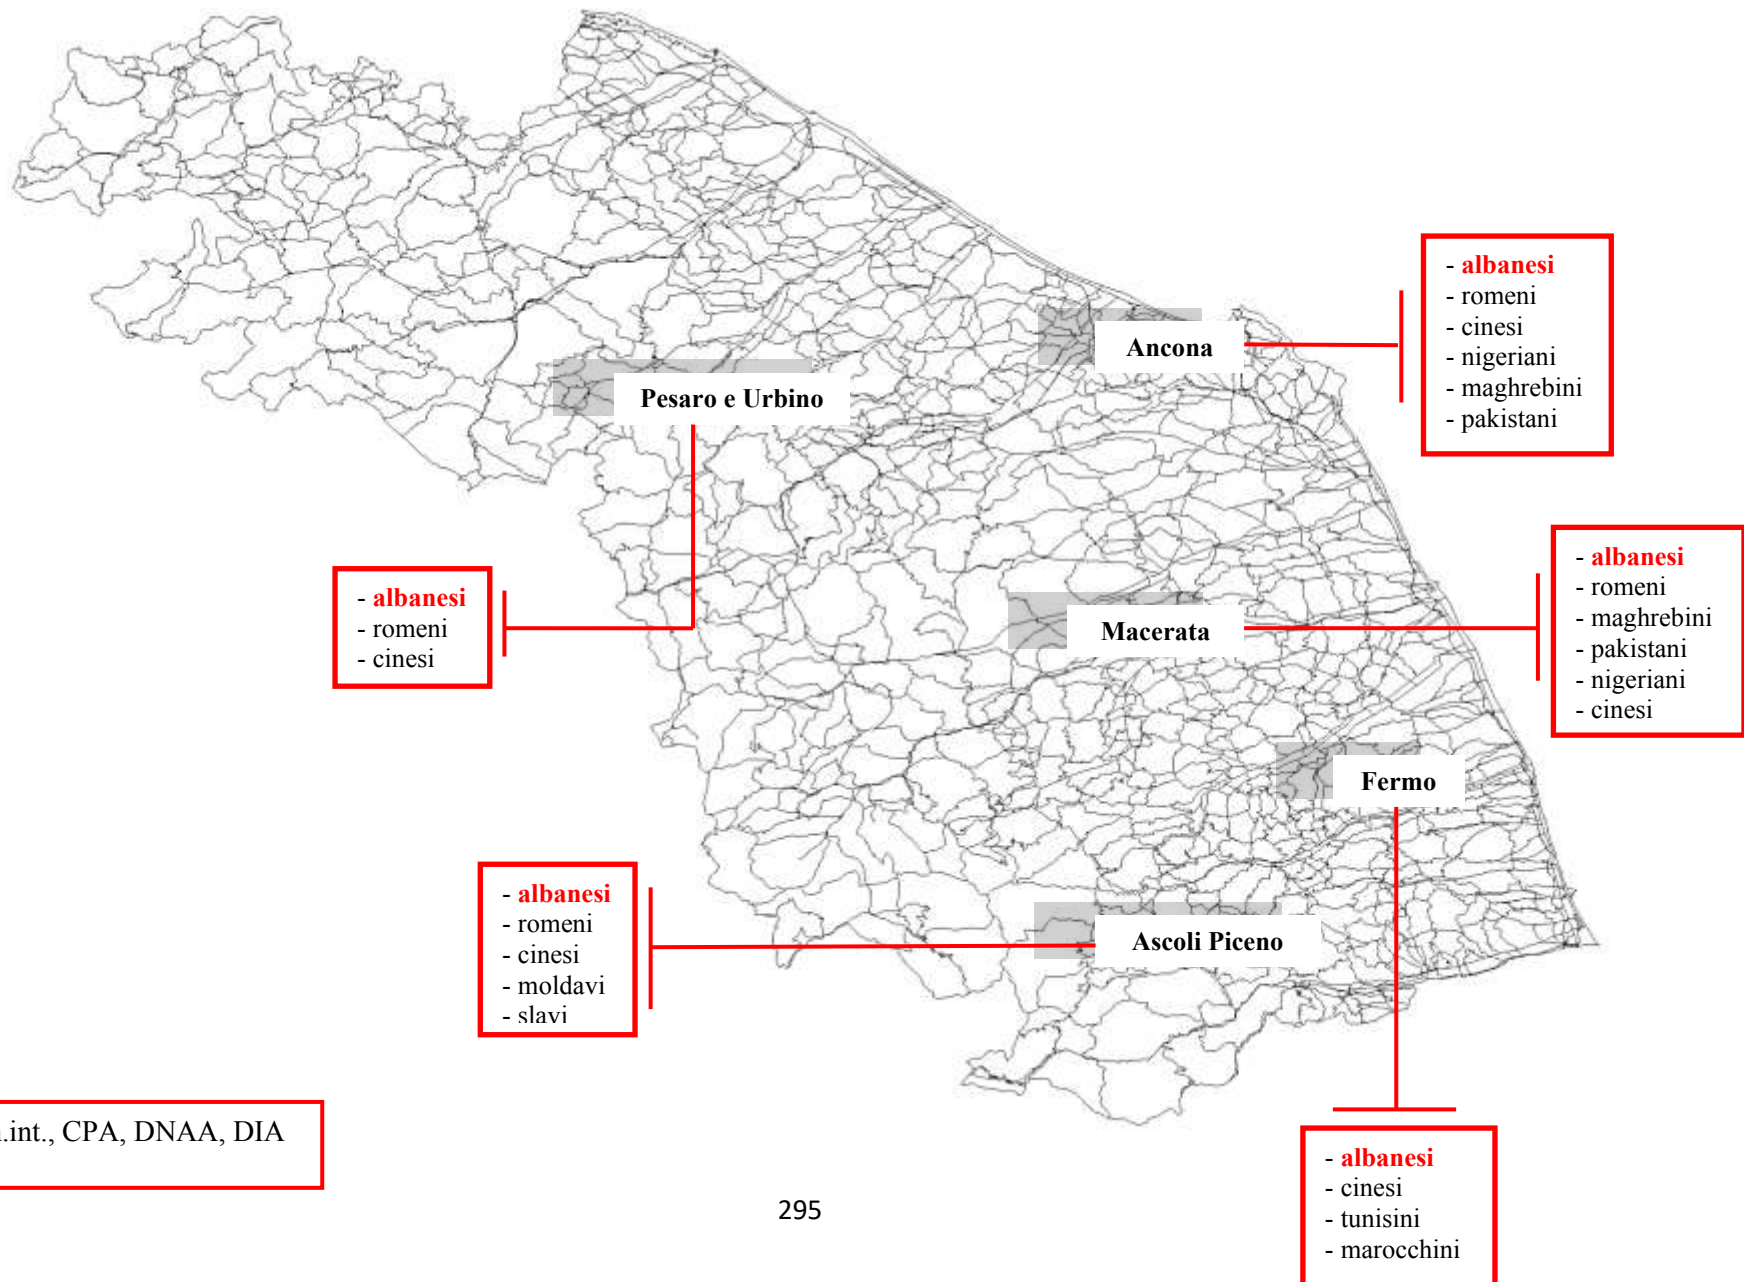 Ancona
- albanesi
- romeni
- cinesi
- nigeriani
- maghrebini
- pakistani
Pesaro e Urbino
- albanesi
- romeni
- cinesi
Macerata
- albanesi
- romeni
- maghrebini
- pakistani
- nigeriani
- cinesi
Fermo
- albanesi
- cinesi
- tunisini
- marocchini
Ascoli Piceno
- albanesi
- romeni
- cinesi
- moldavi
- slavi
.int., CPA, DNAA, DIA
295